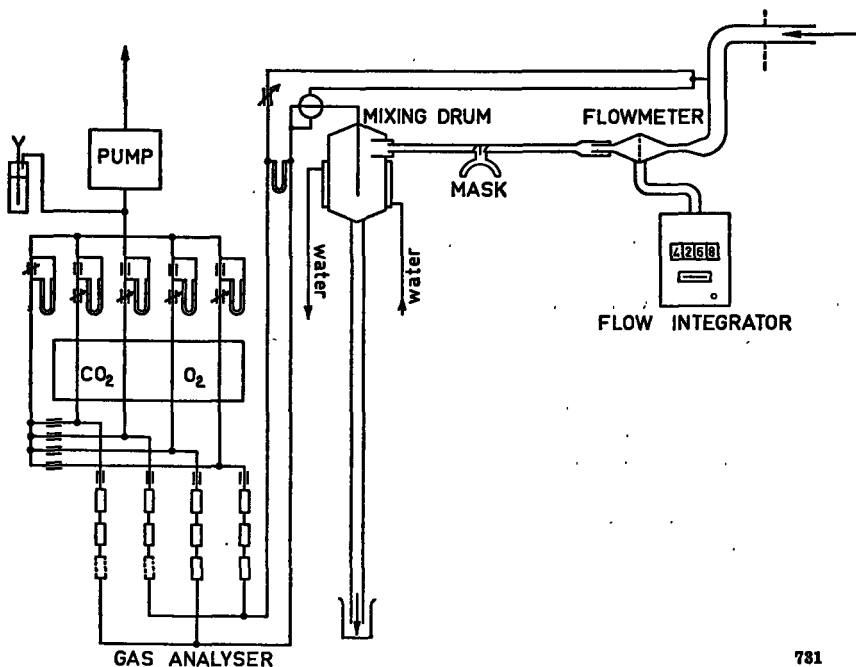 MIXING DRUM
FLOWMETER
PUMP
MASK
water
water
4268
FLOW INTEGRATOR
CO₂
O₂
GAS ANALYSER
731